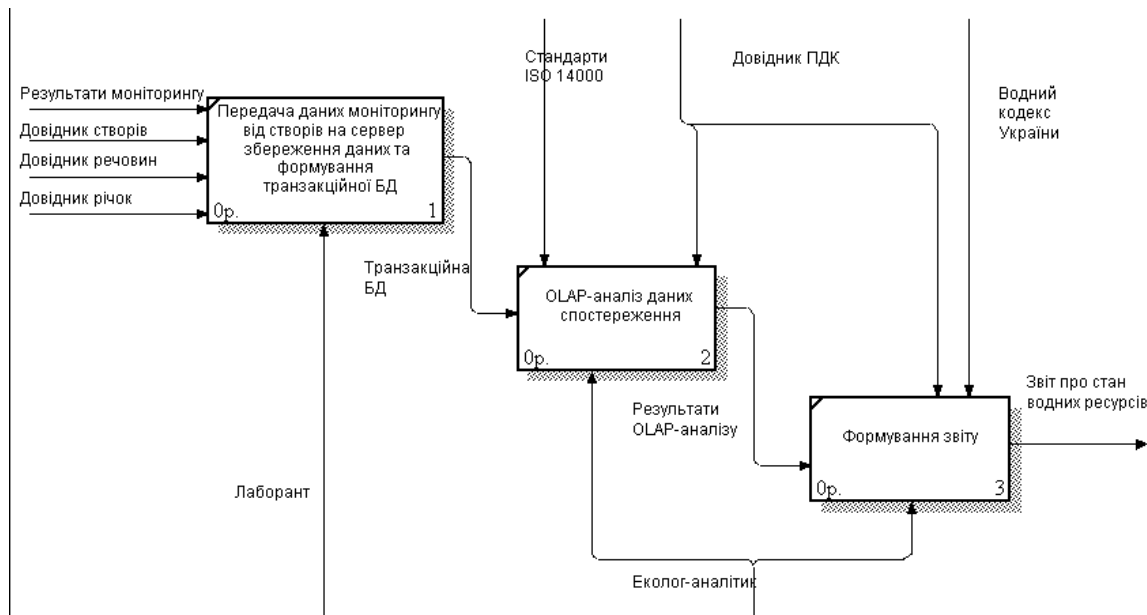 Стандарти
ISO 14000
Довідник ПДК
Водний
кодекс
України
Результати моніторингу
Довідник створів
Довідник речовин
Довідник річок
Передача даних моніторингу
від створів на сервер
збереження даних та
формування
транзакційної БД
0р. 1
Транзакційна
БД
OLAP-аналіз даних
спостереження
0р. 2
Результати
OLAP-аналізу
Звіт про стан
водних ресурсів
Формування звіту
0р. 3
Лаборант
Еколог-аналітик